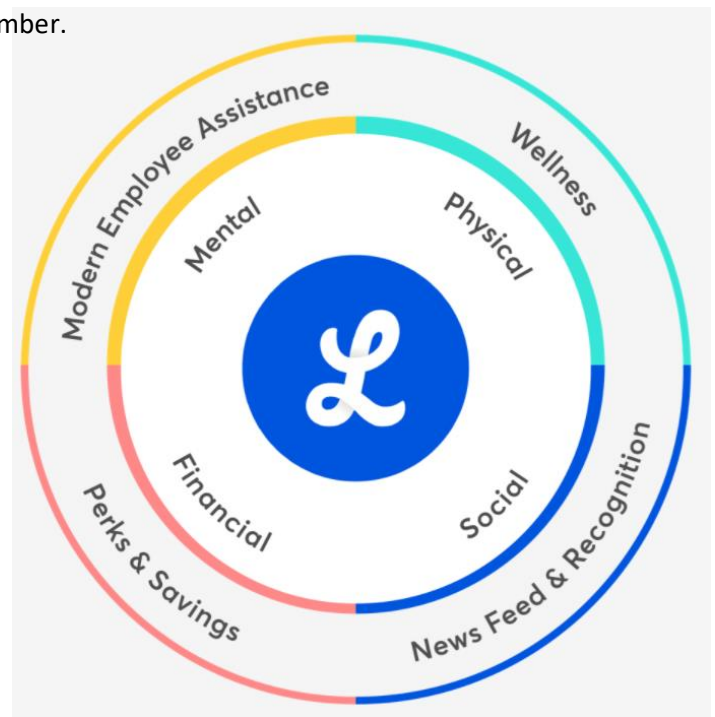 mber.
Modern Employee Assistance
Wellness
Mental
Physical
L
Financial
Social
Perks & Savings
News Feed & Recognition